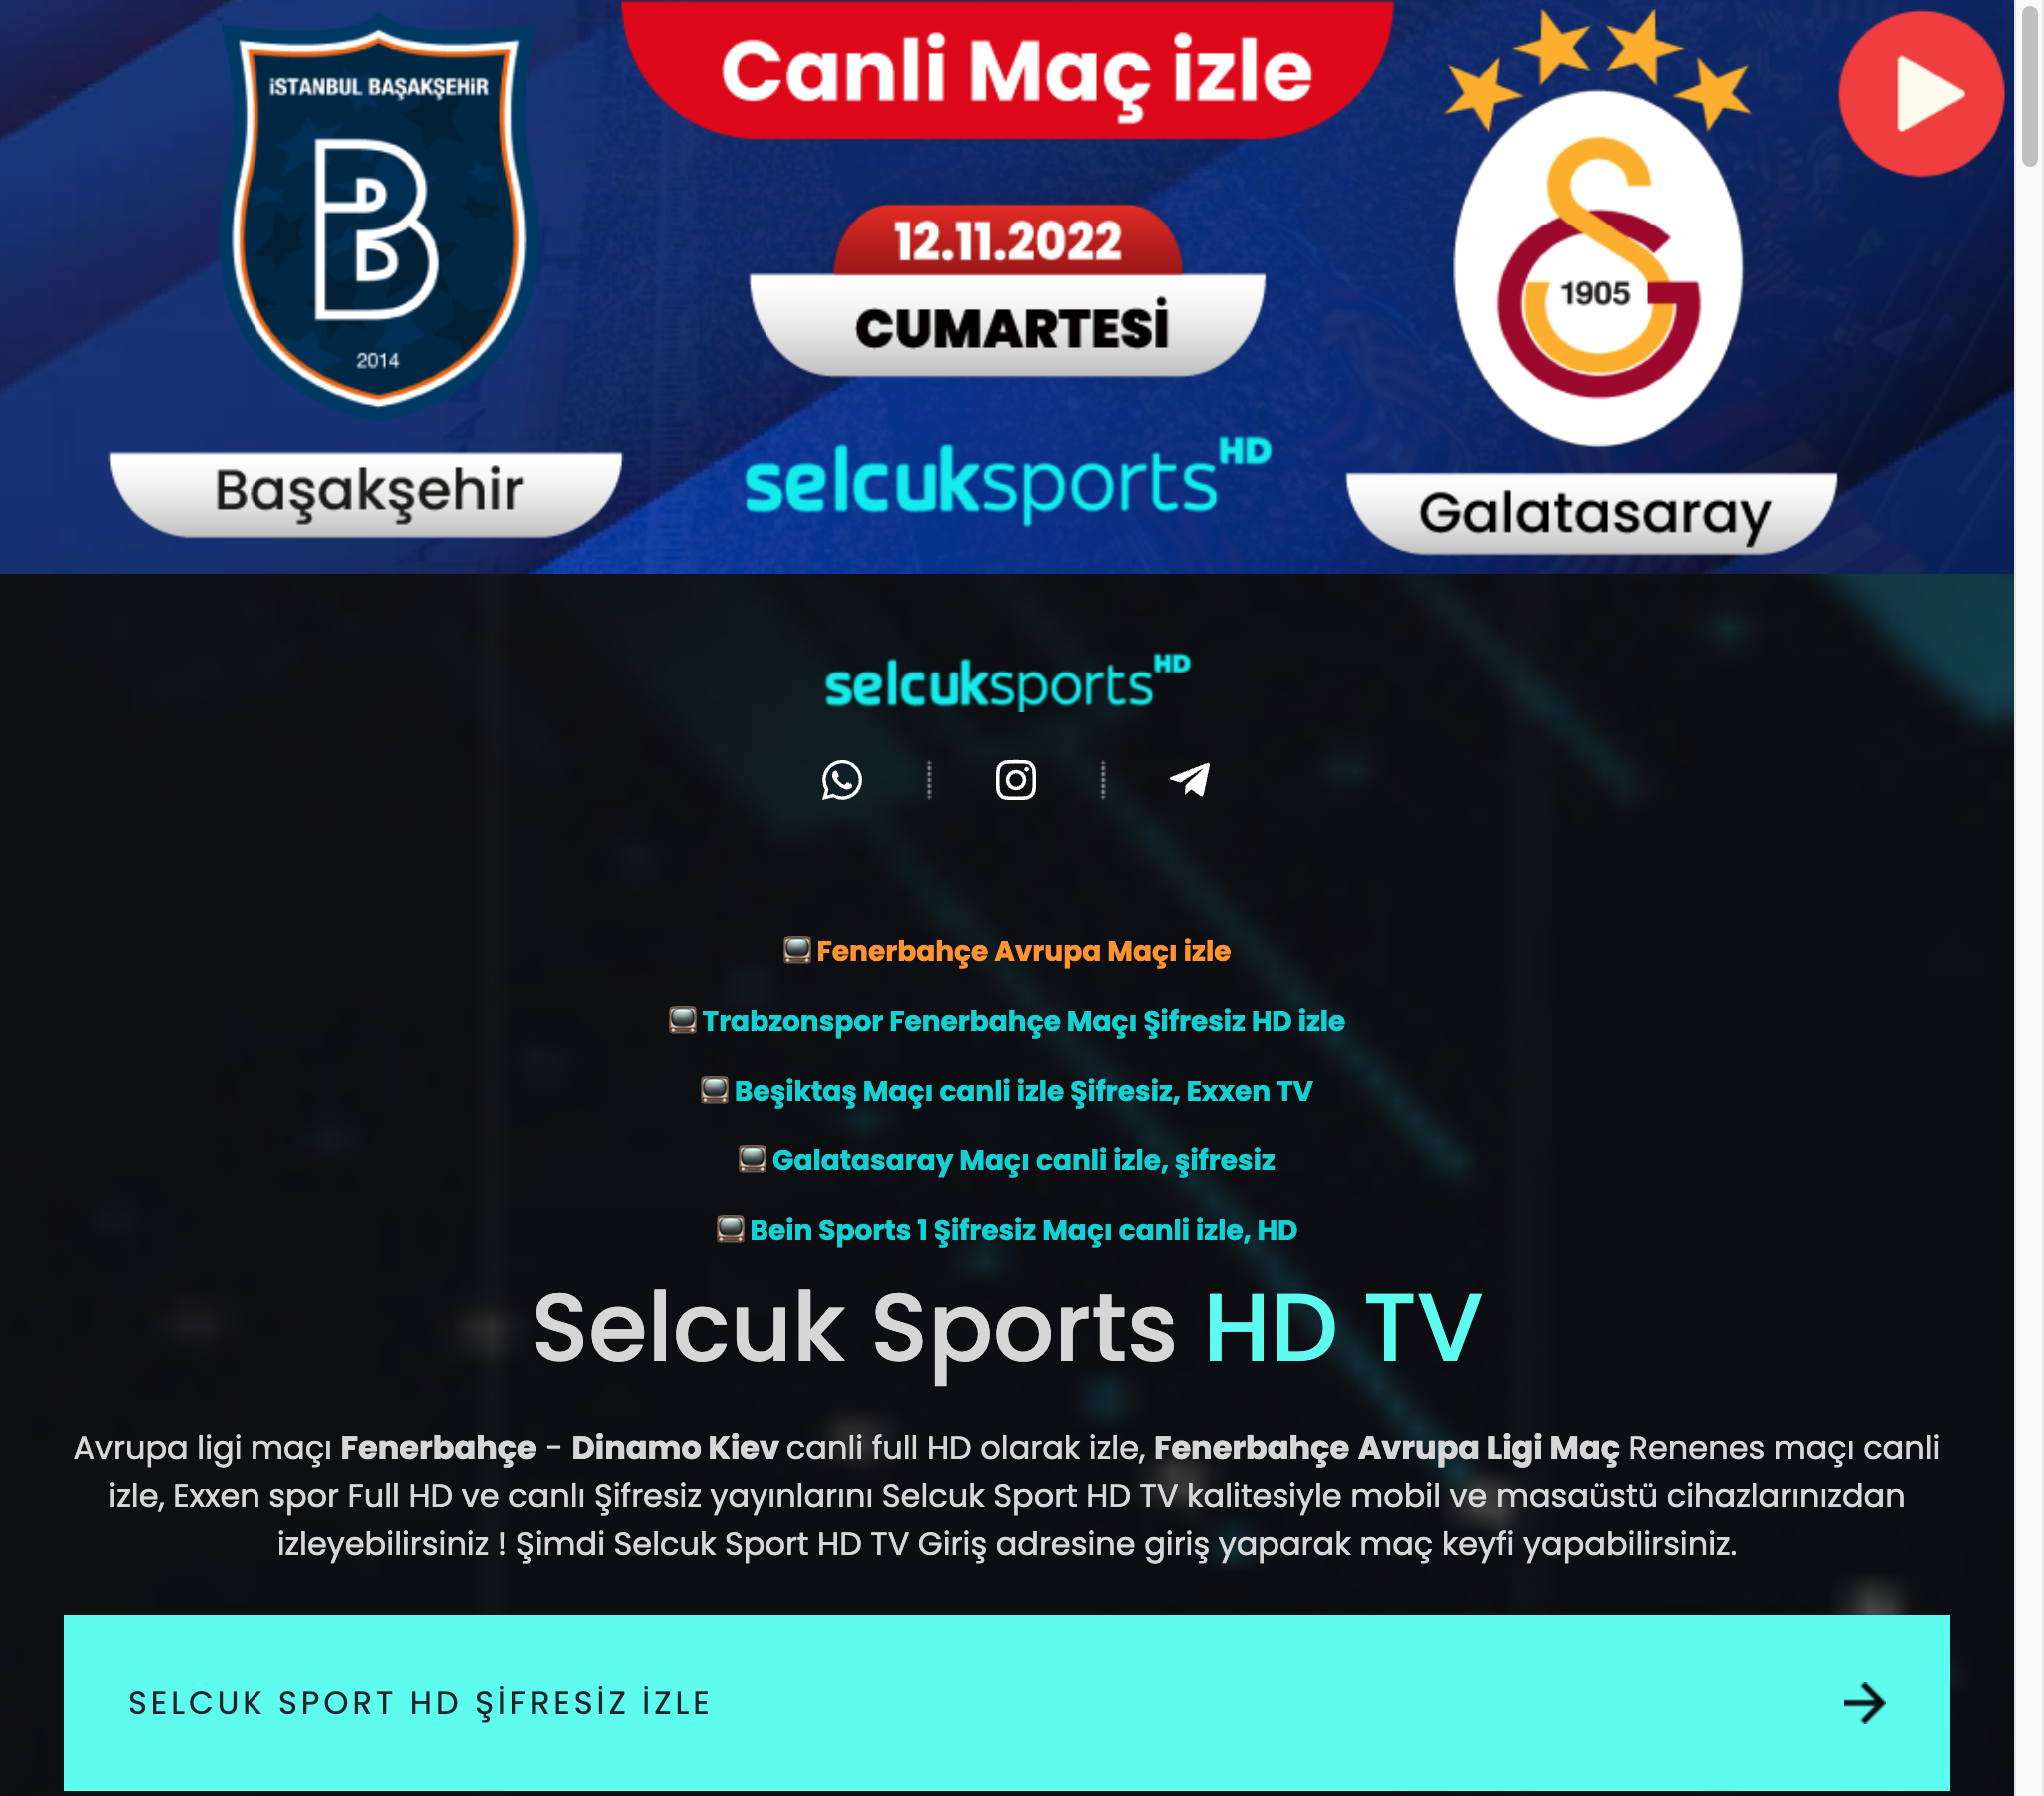 Canli Maç izle
İSTANBUL BAŞAKŞEHİR
2014
12.11.2022
CUMARTESİ
1905
Başakşehir
selcuksportsHD
Galatasaray
selcuksportsHD
Fenerbahçe Avrupa Maçı izle
Trabzonspor Fenerbahçe Maçı Şifresiz HD izle
Beşiktaş Maçı canli izle Şifresiz, Exxen TV
Galatasaray Maçı canli izle, şifresiz
Bein Sports 1 Şifresiz Maçı canli izle, HD
Selcuk Sports HD TV
Avrupa ligi maçı Fenerbahçe - Dinamo Kiev canli full HD olarak izle, Fenerbahçe Avrupa Ligi Maç Renenes maçı canli
izle, Exxen spor Full HD ve canlı Şifresiz yayınlarını Selcuk Sport HD TV kalitesiyle mobil ve masaüstü cihazlarınızdan
izleyebilirsiniz ! Şimdi Selcuk Sport HD TV Giriş adresine giriş yaparak maç keyfi yapabilirsiniz.
SELCUK SPORT HD ŞİFRESİZ İZLE